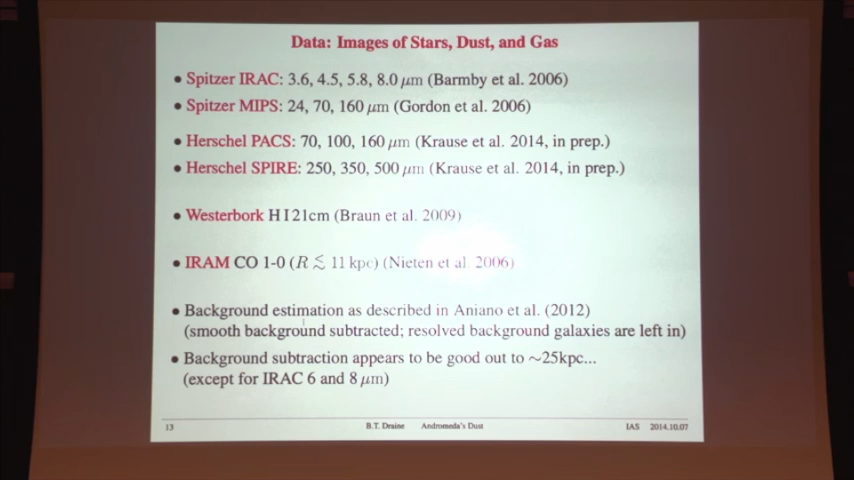 Data: Images of Stars, Dust, and Gas
• Spitzer IRAC: 3.6, 4.5, 5.8, 8.0 μm (Barmby et al. 2006)
• Spitzer MIPS: 24, 70, 160 μm (Gordon et al. 2006)
• Herschel PACS: 70, 100, 160 μm (Krause et al. 2014, in prep.)
• Herschel SPIRE: 250, 350, 500 μm (Krause et al. 2014, in prep.)
• Westerbork H I 21cm (Braun et al. 2009)
• IRAM CO 1-0 (R ≲ 11 kpc) (Nieten et al. 2006)
• Background estimation as described in Aniano et al. (2012)
(smooth background subtracted; resolved background galaxies are left in)
• Background subtraction appears to be good out to ∼25kpc...
(except for IRAC 6 and 8 μm)
13 B.T. Draine Andromeda's Dust IAS 2014.10.07